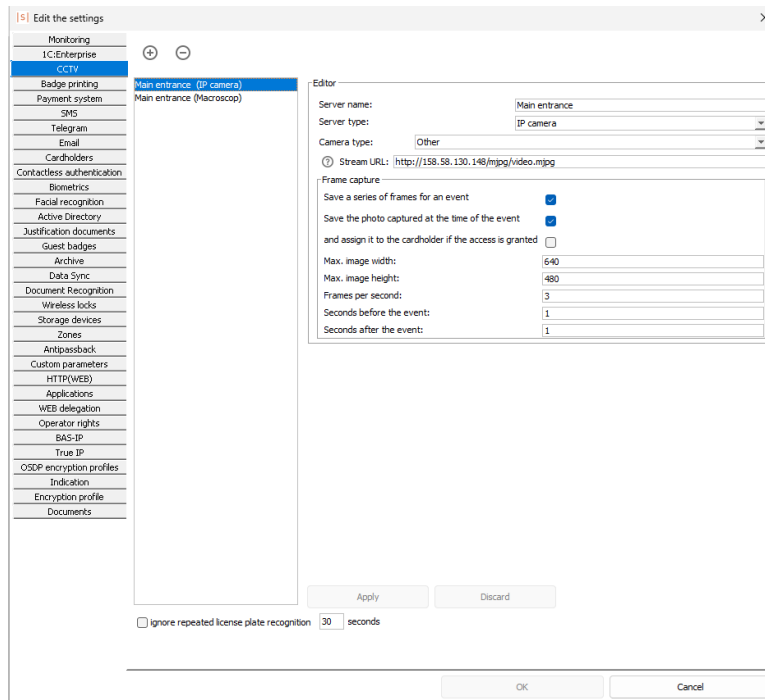 |S| Edit the settings
Monitoring
1C:Enterprise
CCTV
Badge printing
Payment system
SMS
Telegram
Email
Cardholders
Contactless authentication
Biometrics
Facial recognition
Active Directory
Justification documents
Guest badges
Archive
Data Sync
Document Recognition
Wireless locks
Storage devices
Zones
Antipassback
Custom parameters
HTTP(WEB)
Applications
WEB delegation
Operator rights
BAS-IP
True IP
OSDP encryption profiles
Indication
Encryption profile
Documents
Main entrance (IP camera)
Main entrance (Macroscop)
Editor
Server name: Main entrance
Server type: IP camera
Camera type: Other
? Stream URL: http://158.58.130.148/mjpg/video.mjpg
Frame capture
Save a series of frames for an event
Save the photo captured at the time of the event
and assign it to the cardholder if the access is granted
Max. image width: 640
Max. image height: 480
Frames per second: 3
Seconds before the event: 1
Seconds after the event: 1
Apply Discard
ignore repeated license plate recognition 30 seconds
OK Cancel